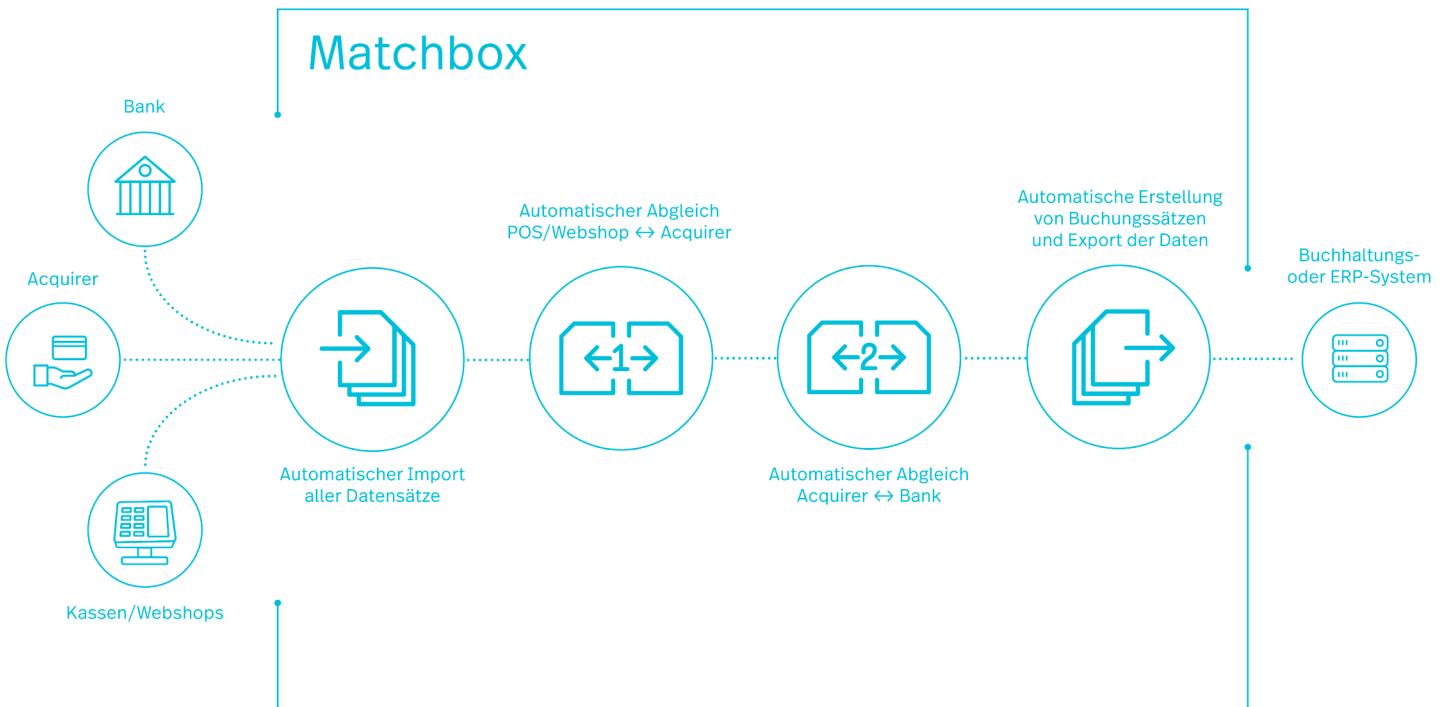 Matchbox
Bank
Acquirer
Kassen/Webshops
Automatischer Import
aller Datensätze
Automatischer Abgleich
POS/Webshop ↔ Acquirer
1
Automatischer Abgleich
Acquirer ↔ Bank
2
Automatische Erstellung
von Buchungssätzen
und Export der Daten
Buchhaltungs-
oder ERP-System